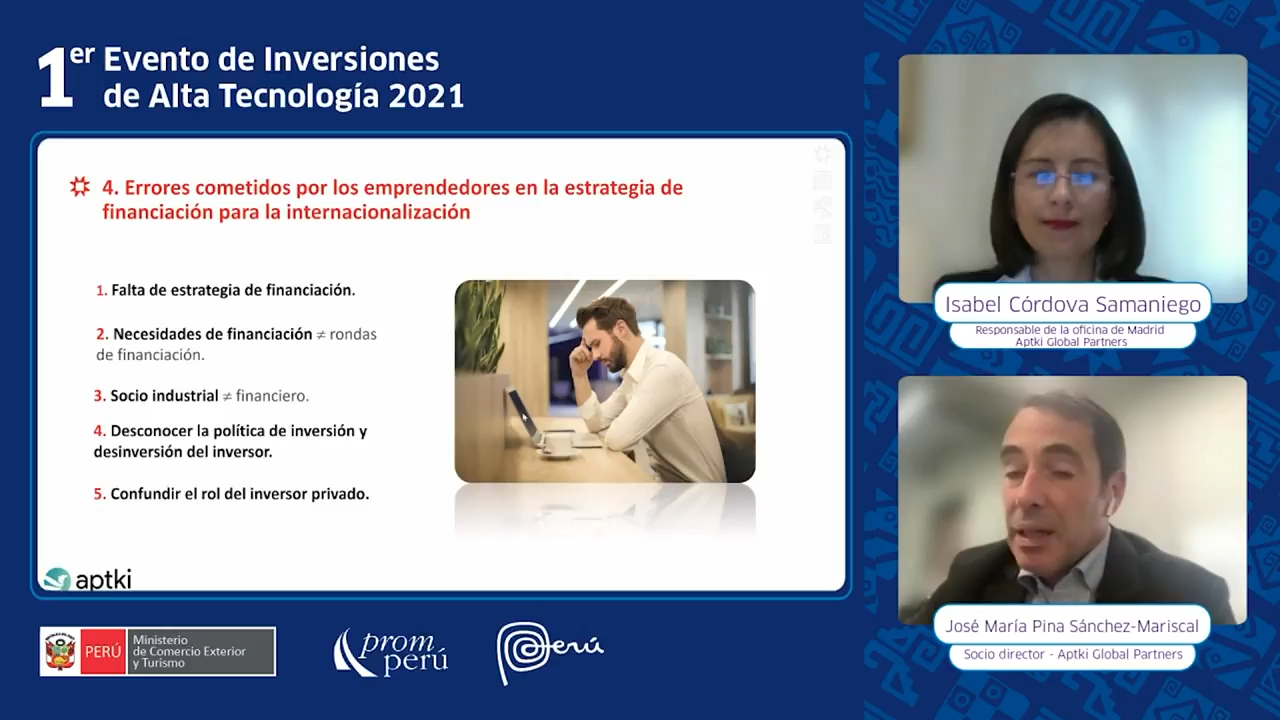 1er Evento de Inversiones
de Alta Tecnología 2021
4. Errores cometidos por los emprendedores en la estrategia de
financiación para la internacionalización
1. Falta de estrategia de financiación.
2. Necesidades de financiación ≠ rondas
de financiación.
3. Socio industrial ≠ financiero.
4. Desconocer la política de inversión y
desinversión del inversor.
5. Confundir el rol del inversor privado.
aptki
PERÚ
Ministerio
de Comercio Exterior
y Turismo
prom
perú
Perú
Isabel Córdova Samaniego
Responsable de la oficina de Madrid
Aptki Global Partners
José María Pina Sánchez-Mariscal
Socio director - Aptki Global Partners